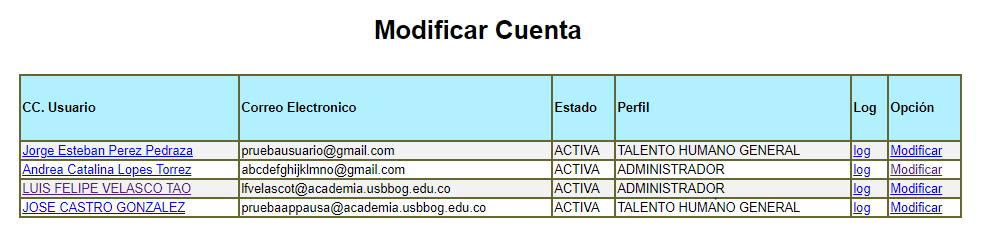 Modificar Cuenta
CC. Usuario Correo Electronico Estado Perfil Log Opción
Jorge Esteban Perez Pedraza pruebausuario@gmail.com ACTIVA TALENTO HUMANO GENERAL log Modificar
Andrea Catalina Lopes Torrez abcdefghijklmno@gmail.com ACTIVA ADMINISTRADOR log Modificar
LUIS FELIPE VELASCO TAO lfvelascot@academia.usbbog.edu.co ACTIVA ADMINISTRADOR log Modificar
JOSE CASTRO GONZALEZ pruebaappausa@academia.usbbog.edu.co ACTIVA TALENTO HUMANO GENERAL log Modificar